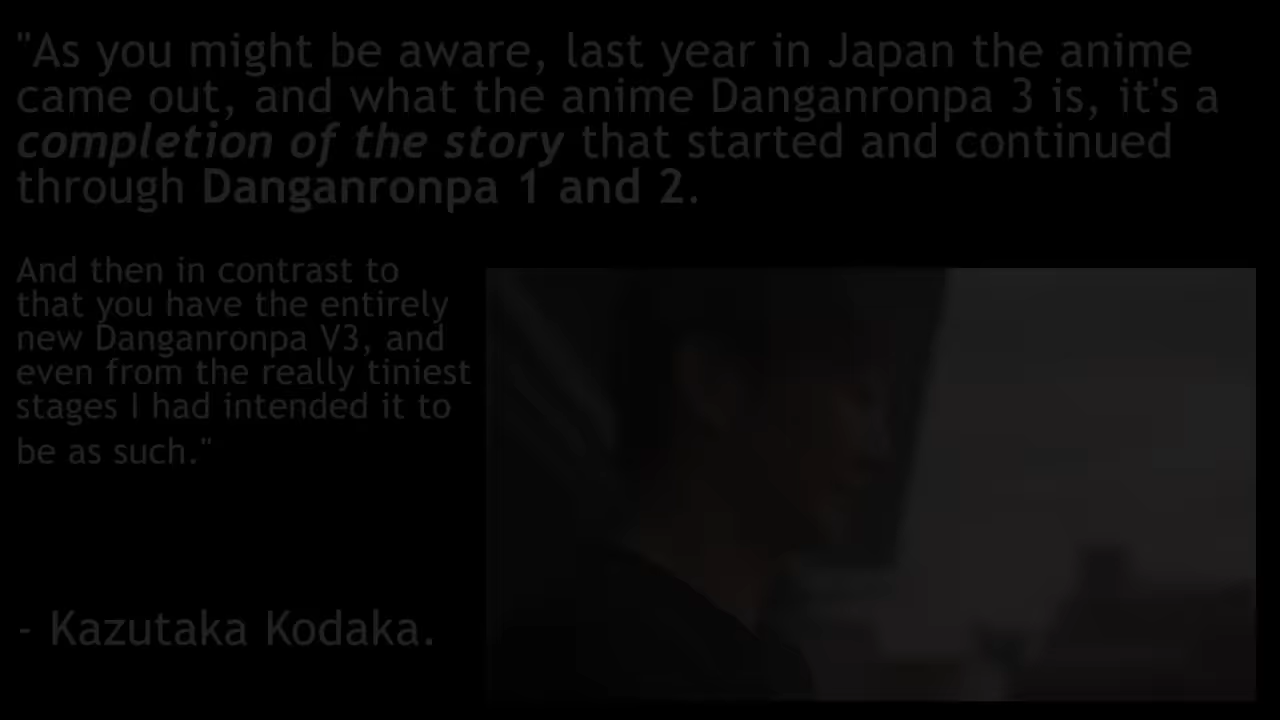 "As you might be aware, last year in Japan the anime
came out, and what the anime Danganronpa 3 is, it's a
completion of the story that started and continued
through Danganronpa 1 and 2.
And then in contrast to
that you have the entirely
new Danganronpa V3, and
even from the really tiniest
stages I had intended it to
be as such."
- Kazutaka Kodaka.